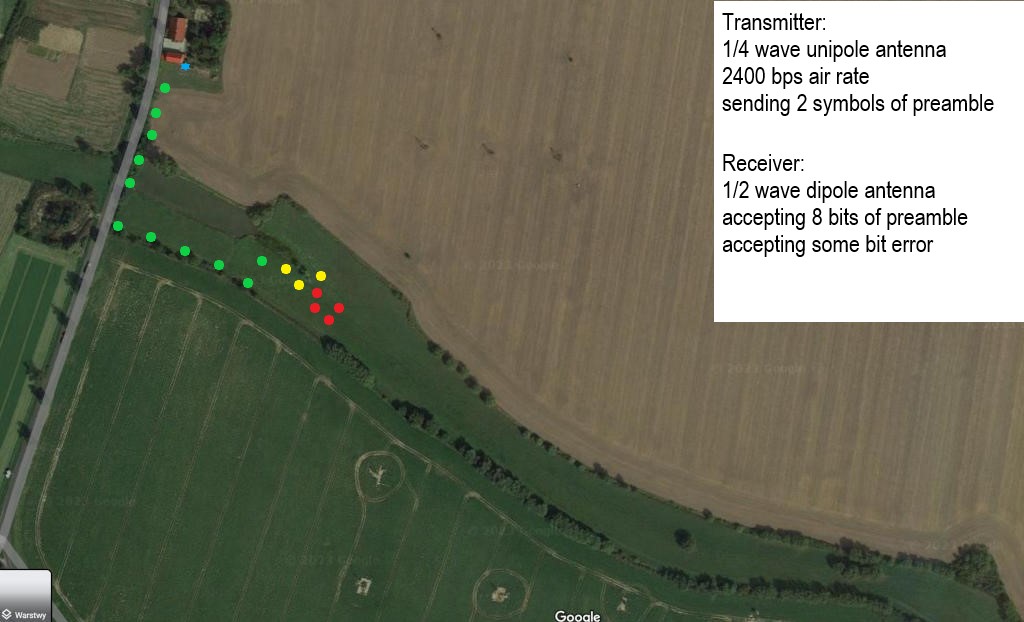 Transmitter:
1/4 wave unipole antenna
2400 bps air rate
sending 2 symbols of preamble
Receiver:
1/2 wave dipole antenna
accepting 8 bits of preamble
accepting some bit error
© 2023 Google
© 2023 Google
2023 Google
© 2023 Google
2023 Google
Warstwy
Google